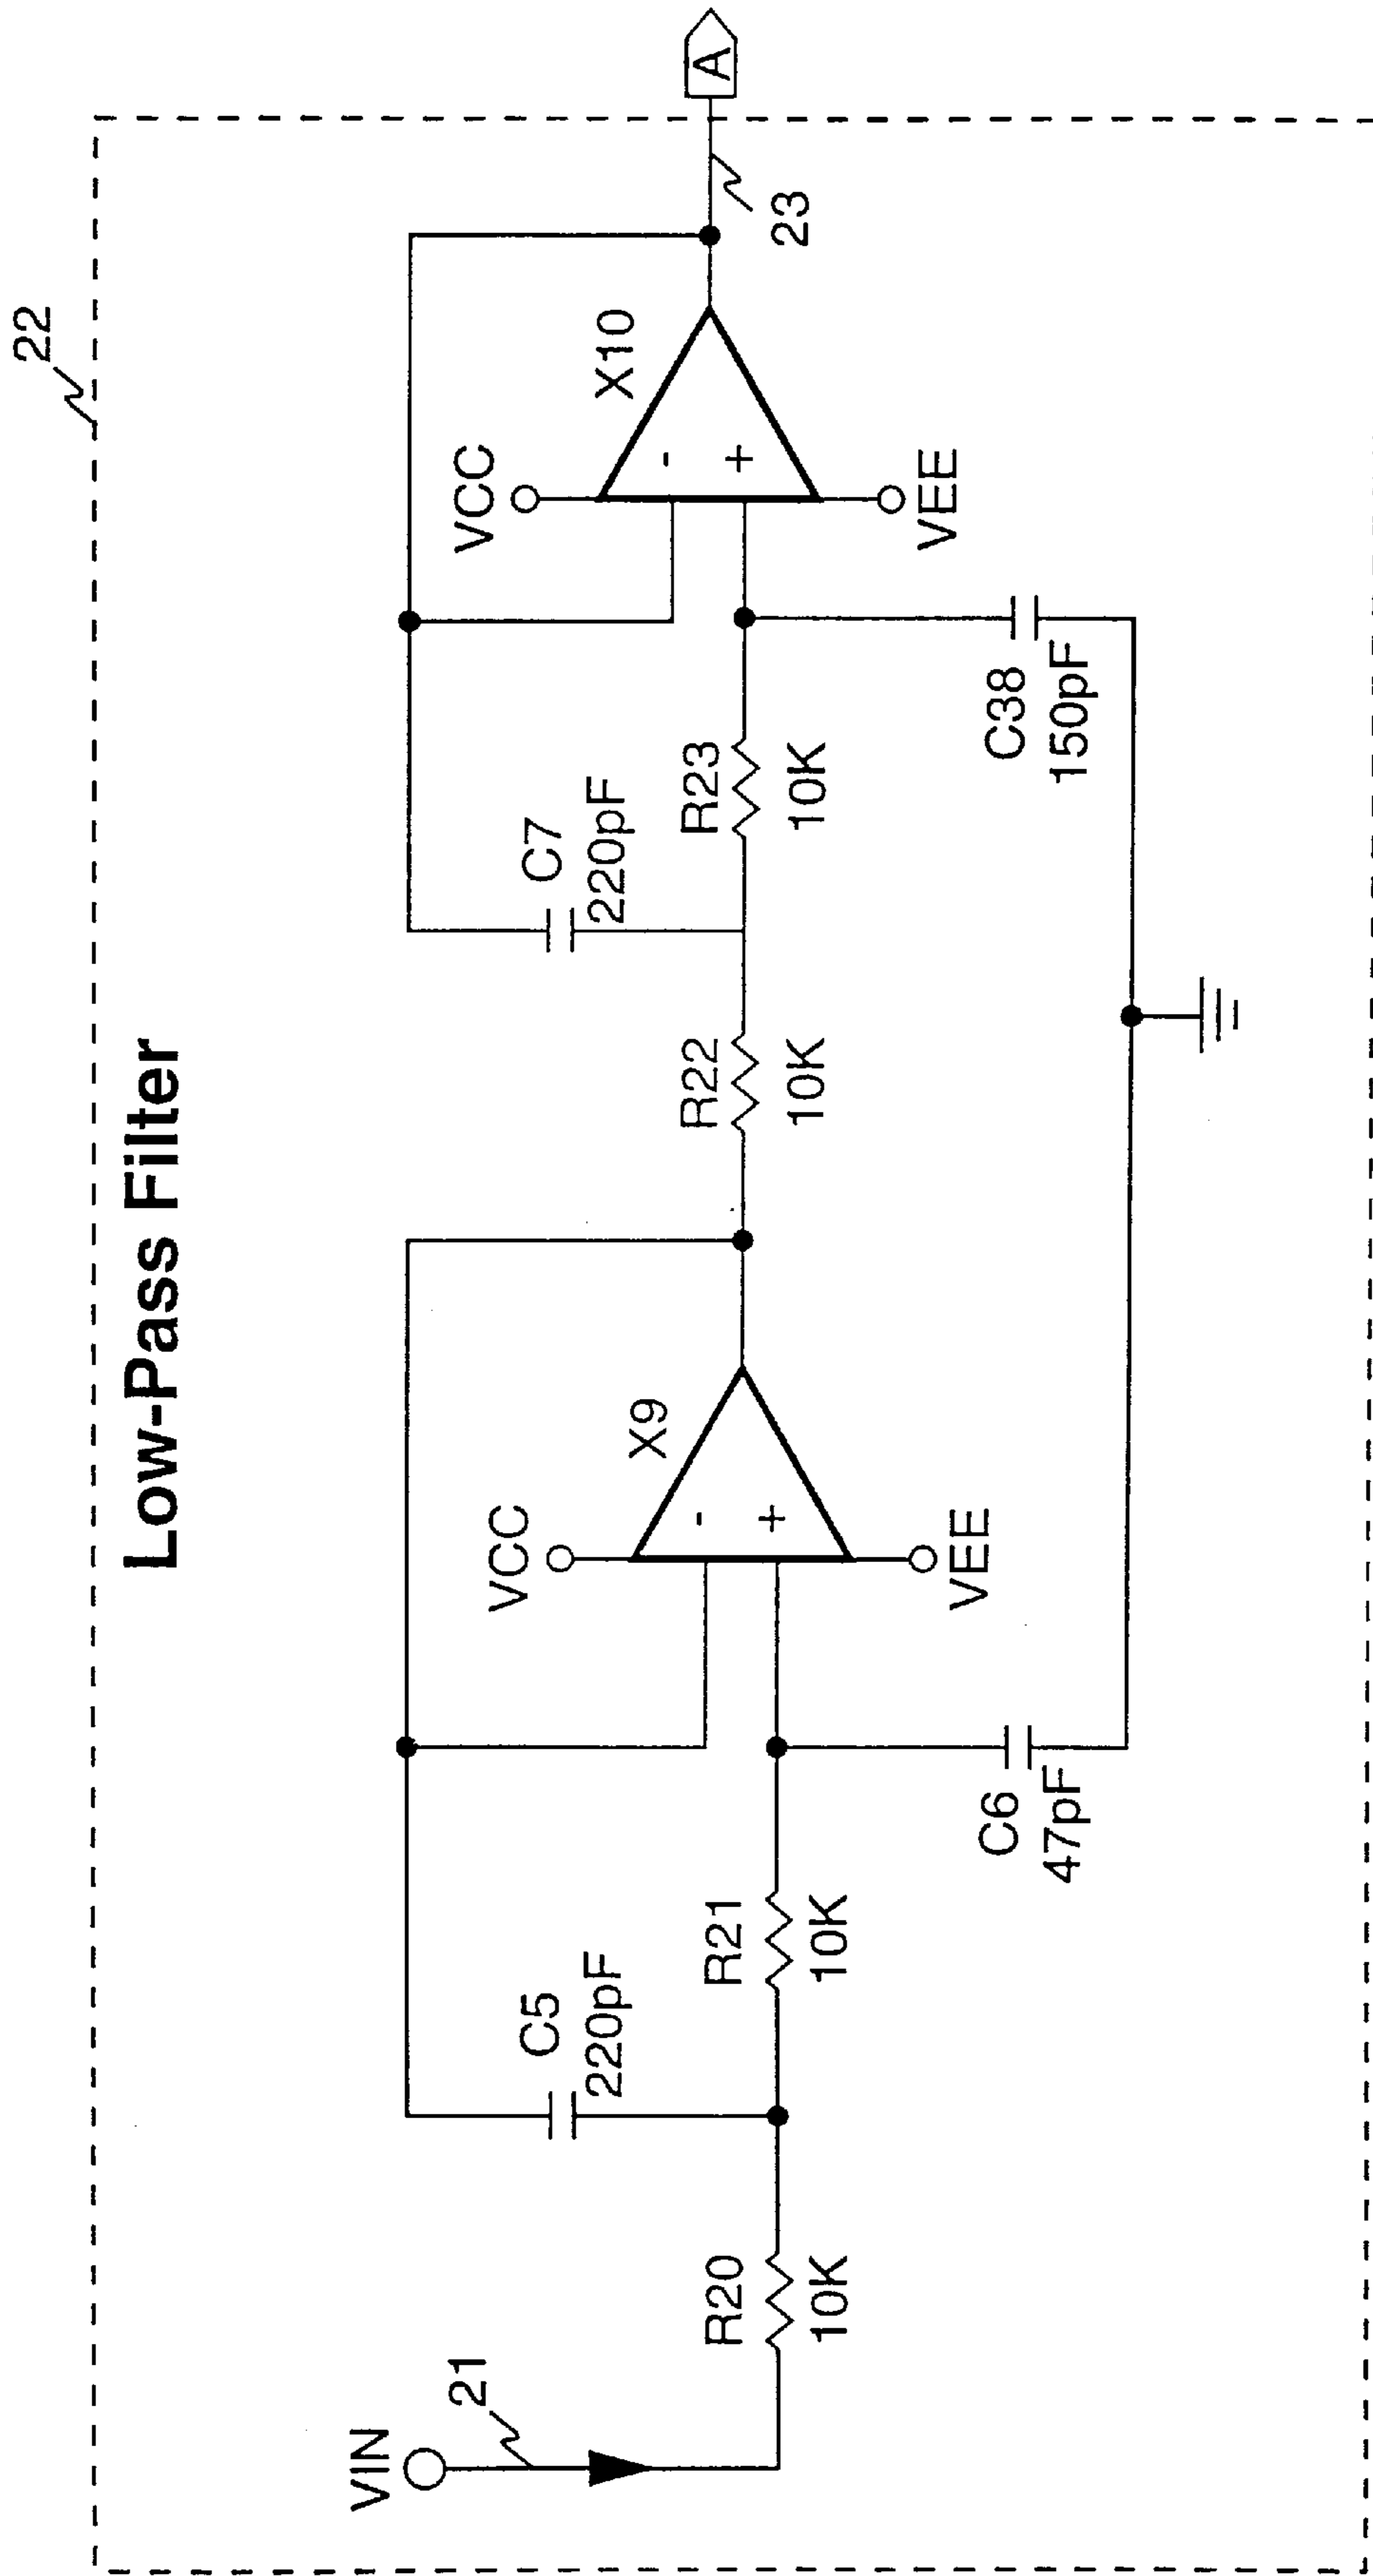 22
Low-Pass Filter
VIN
21
R20
10K
C5
220pF
R21
10K
C6
47pF
VCC
X9
-
+
VEE
R22
10K
C7
220pF
R23
10K
C38
150pF
VCC
X10
-
+
VEE
23
A